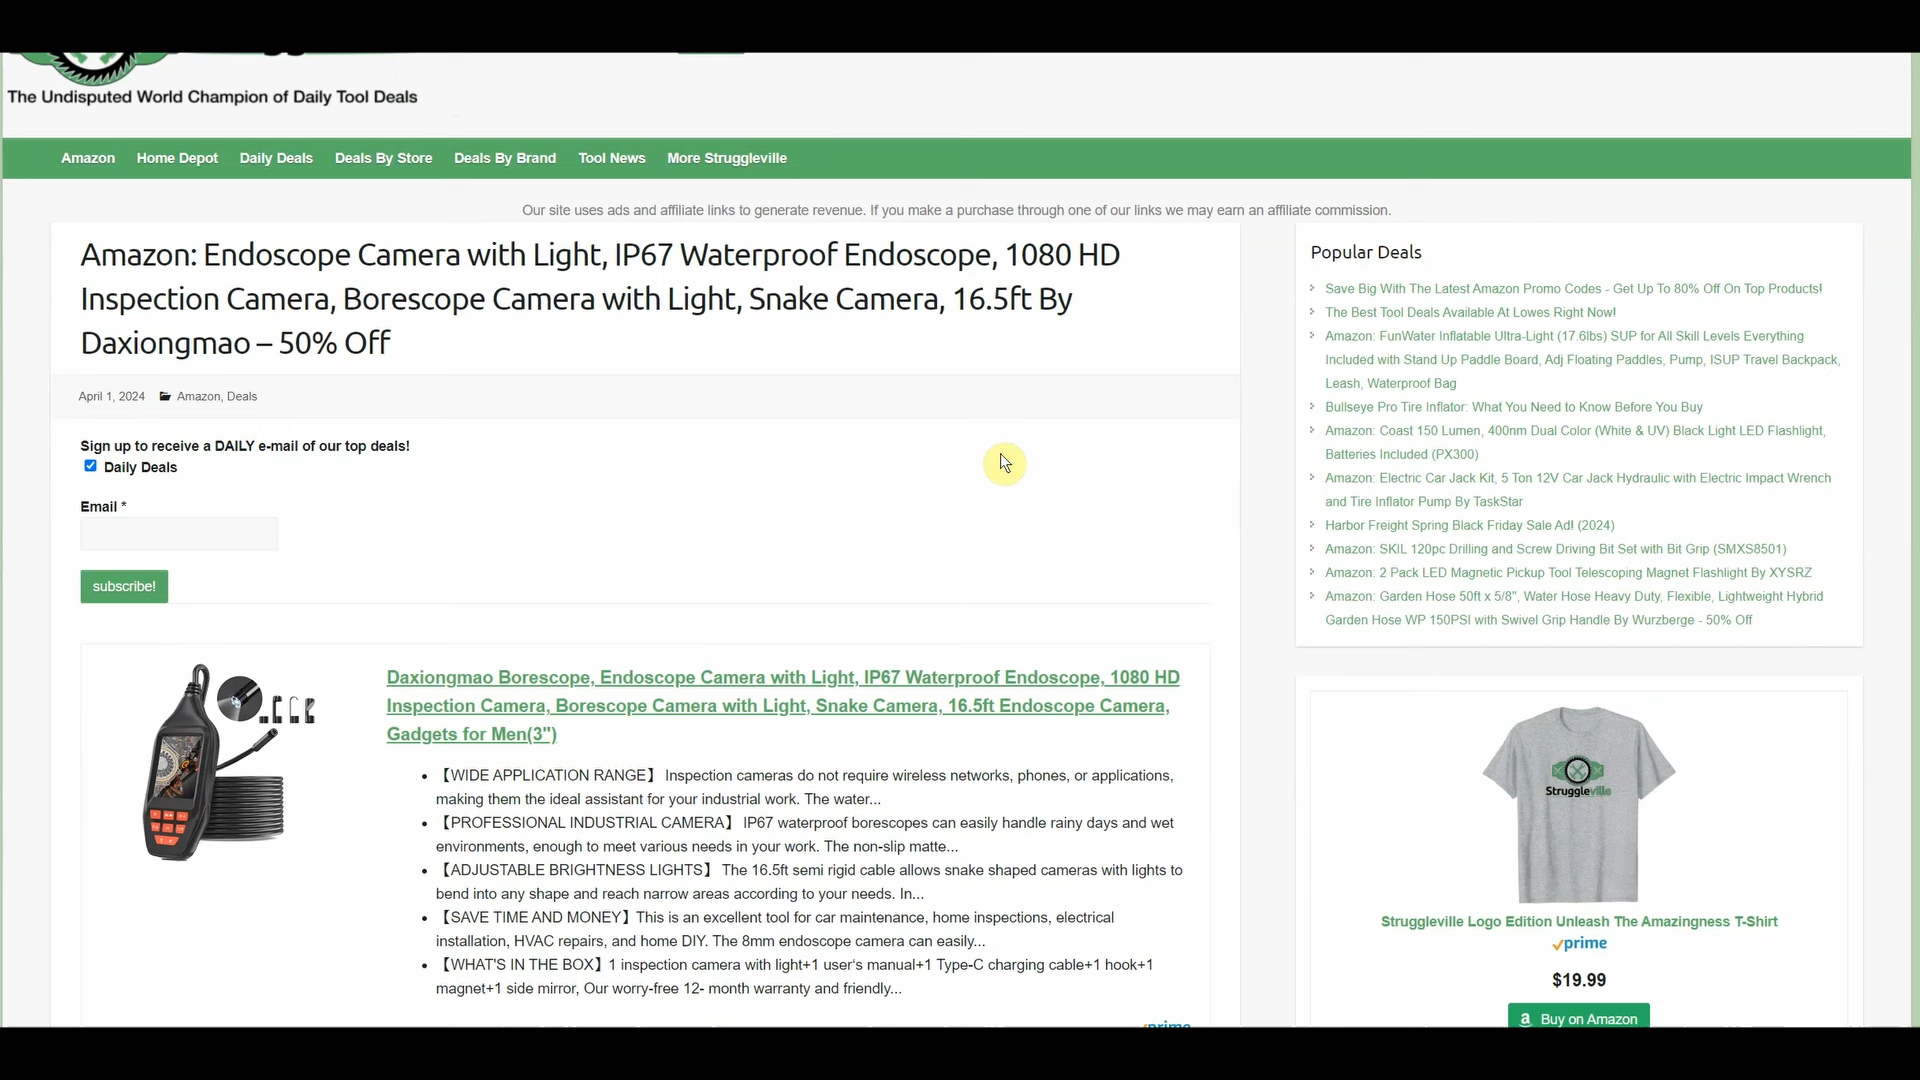 The Undisputed World Champion of Daily Tool Deals
Amazon Home Depot Daily Deals Deals By Store Deals By Brand Tool News More Struggleville
Our site uses ads and affiliate links to generate revenue. If you make a purchase through one of our links we may earn an affiliate commission.
Amazon: Endoscope Camera with Light, IP67 Waterproof Endoscope, 1080 HD
Inspection Camera, Borescope Camera with Light, Snake Camera, 16.5ft By
Daxiongmao – 50% Off
April 1, 2024 Amazon, Deals
Sign up to receive a DAILY e-mail of our top deals!
Daily Deals
Email *
subscribe!
Daxiongmao Borescope, Endoscope Camera with Light, IP67 Waterproof Endoscope, 1080 HD
Inspection Camera, Borescope Camera with Light, Snake Camera, 16.5ft Endoscope Camera,
Gadgets for Men(3")
• 【WIDE APPLICATION RANGE】 Inspection cameras do not require wireless networks, phones, or applications,
making them the ideal assistant for your industrial work. The water...
• 【PROFESSIONAL INDUSTRIAL CAMERA】 IP67 waterproof borescopes can easily handle rainy days and wet
environments, enough to meet various needs in your work. The non-slip matte...
• 【ADJUSTABLE BRIGHTNESS LIGHTS】 The 16.5ft semi rigid cable allows snake shaped cameras with lights to
bend into any shape and reach narrow areas according to your needs. In...
• 【SAVE TIME AND MONEY】This is an excellent tool for car maintenance, home inspections, electrical
installation, HVAC repairs, and home DIY. The 8mm endoscope camera can easily...
• 【WHAT'S IN THE BOX】1 inspection camera with light+1 user's manual+1 Type-C charging cable+1 hook+1
magnet+1 side mirror, Our worry-free 12- month warranty and friendly...
prime
Popular Deals
Save Big With The Latest Amazon Promo Codes - Get Up To 80% Off On Top Products!
The Best Tool Deals Available At Lowes Right Now!
Amazon: FunWater Inflatable Ultra-Light (17.6lbs) SUP for All Skill Levels Everything
Included with Stand Up Paddle Board, Adj Floating Paddles, Pump, ISUP Travel Backpack,
Leash, Waterproof Bag
Bullseye Pro Tire Inflator: What You Need to Know Before You Buy
Amazon: Coast 150 Lumen, 400nm Dual Color (White & UV) Black Light LED Flashlight,
Batteries Included (PX300)
Amazon: Electric Car Jack Kit, 5 Ton 12V Car Jack Hydraulic with Electric Impact Wrench
and Tire Inflator Pump By TaskStar
Harbor Freight Spring Black Friday Sale Ad! (2024)
Amazon: SKIL 120pc Drilling and Screw Driving Bit Set with Bit Grip (SMXS8501)
Amazon: 2 Pack LED Magnetic Pickup Tool Telescoping Magnet Flashlight By XYSRZ
Amazon: Garden Hose 50ft x 5/8", Water Hose Heavy Duty, Flexible, Lightweight Hybrid
Garden Hose WP 150PSI with Swivel Grip Handle By Wurzberge - 50% Off
Struggleville
Struggleville Logo Edition Unleash The Amazingness T-Shirt
prime
$19.99
a Buy on Amazon